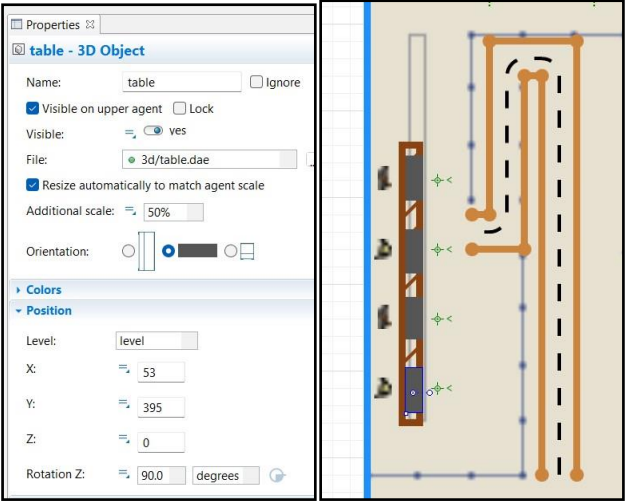 Properties
table - 3D Object
Name: table Ignore
Visible on upper agent Lock
Visible: yes
File: 3d/table.dae ..
Resize automatically to match agent scale
Additional scale: 50%
Orientation:
Colors
Position
Level: level
X: 53
Y: 395
Z: 0
Rotation Z: 90.0 degrees